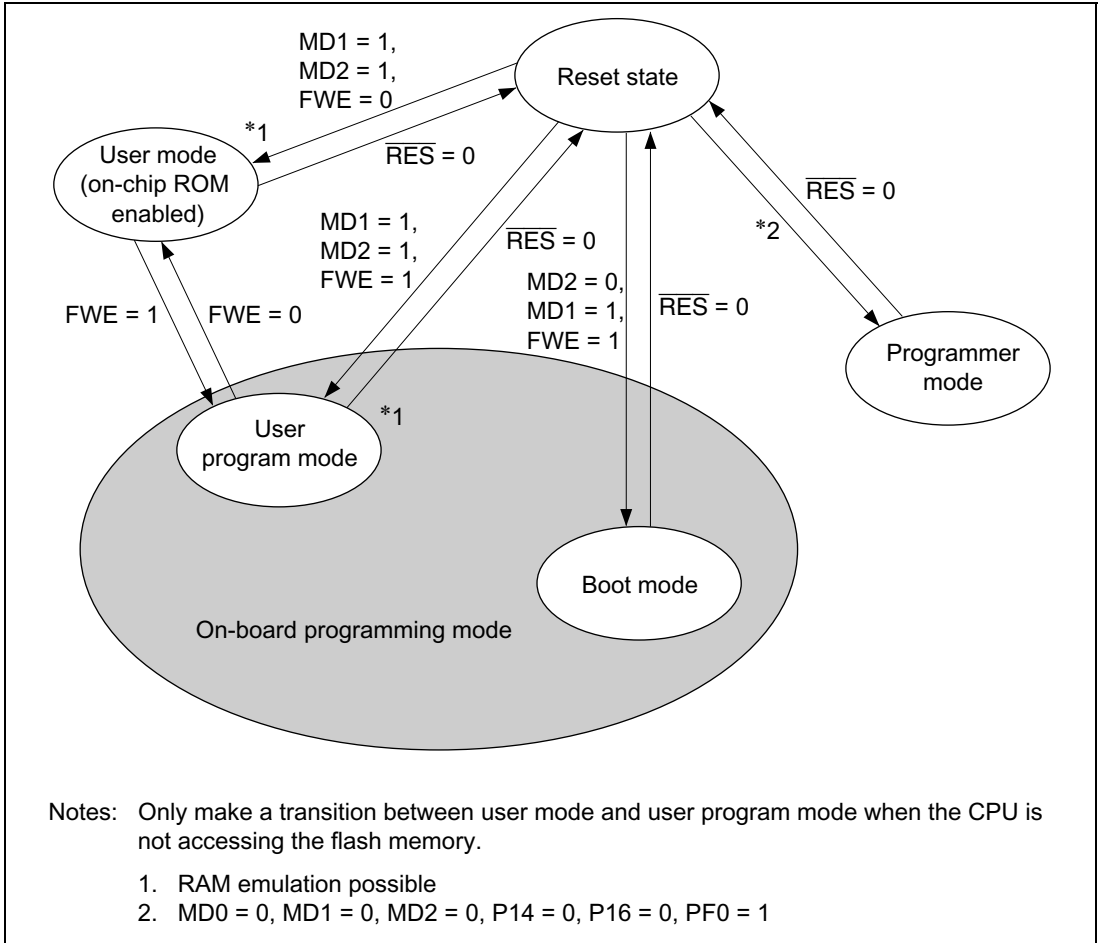 MD1 = 1,
MD2 = 1,
FWE = 0
Reset state
*1
RES = 0
User mode
(on-chip ROM
enabled)
MD1 = 1,
MD2 = 1,
FWE = 1
RES = 0
MD2 = 0,
MD1 = 1,
FWE = 1
RES = 0
*2
RES = 0
FWE = 1
FWE = 0
Programmer
mode
User
program mode
*1
Boot mode
On-board programming mode
Notes: Only make a transition between user mode and user program mode when the CPU is
not accessing the flash memory.
1. RAM emulation possible
2. MD0 = 0, MD1 = 0, MD2 = 0, P14 = 0, P16 = 0, PF0 = 1